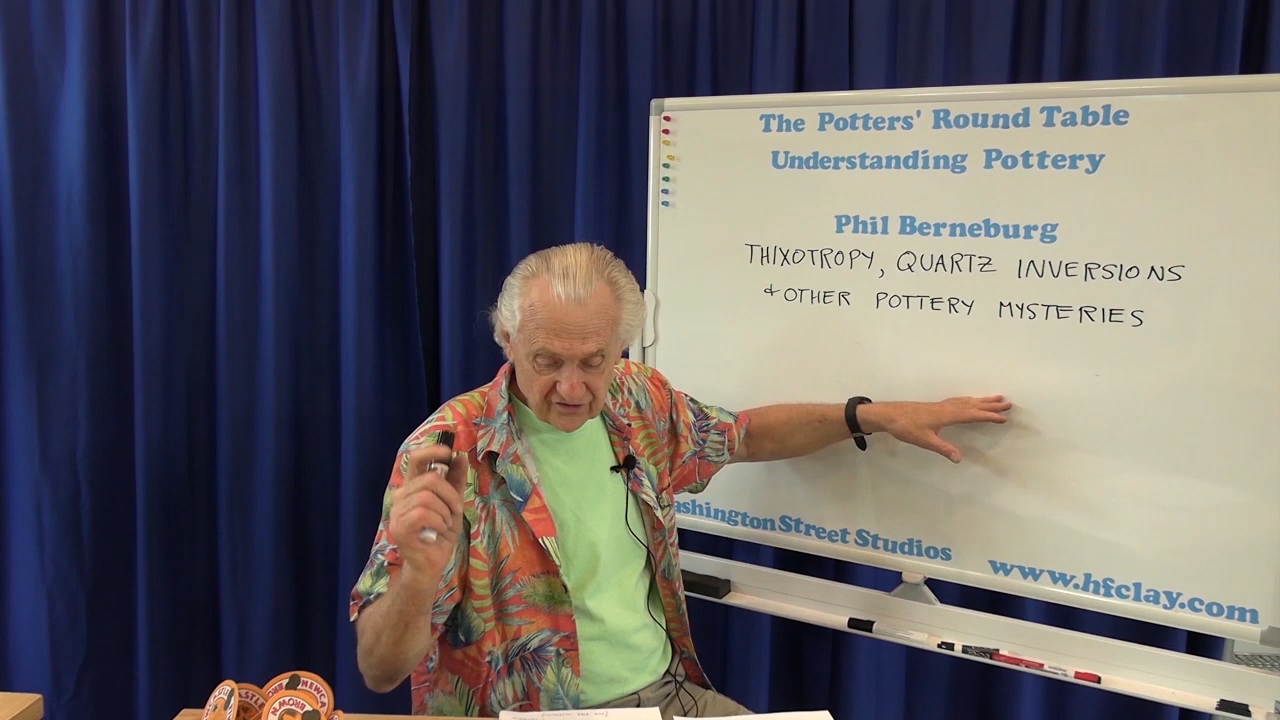 The Potters' Round Table
Understanding Pottery
Phil Berneburg
THIXOTROPY, QUARTZ INVERSIONS
& OTHER POTTERY MYSTERIES
ashington Street Studios
www.hfclay.com
BROWN